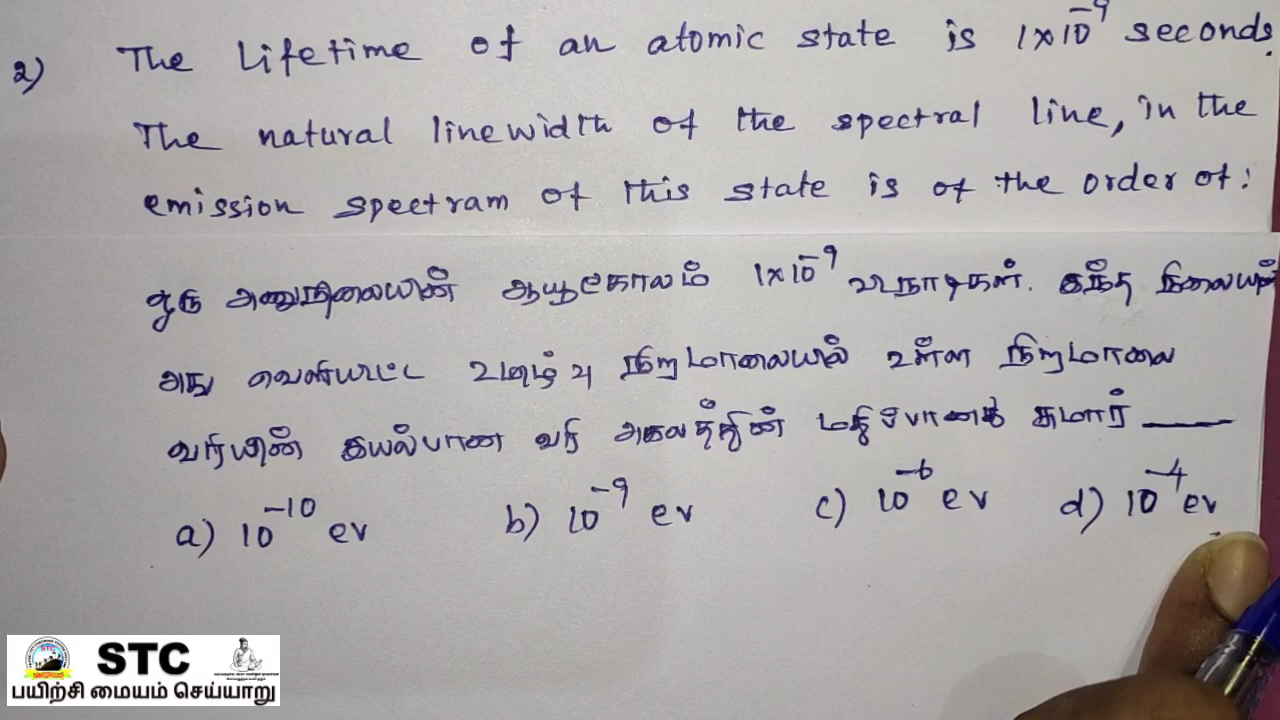 2) The lifetime of an atomic state is 1×10⁻⁹ seconds.
The natural linewidth of the spectral line, in the
emission spectram of this state is of the order of:
ஒரு அணுநிலையின் ஆயுட்காலம் 1×10⁻⁹ வினாடிகள். இந்த நிலையின்
அது வெளியிட்ட உமிழ்வு நிறமாலையில் உள்ள நிறமாலை
வரியின் இயல்பான வரி அகலத்தின் மதிப்பானது சுமார் ____
a) 10⁻¹⁰ ev b) 10⁻⁹ ev c) 10⁻⁶ ev d) 10⁻⁴ ev
STC
பயிற்சி மையம் செய்யாறு